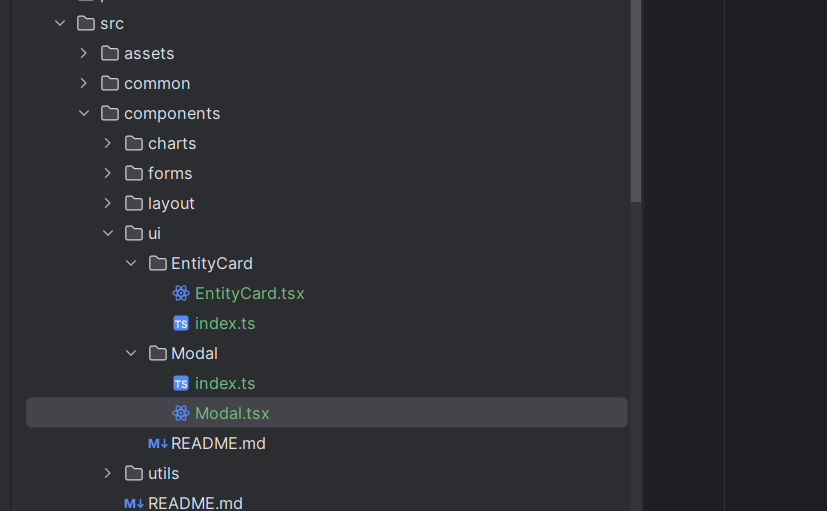 src
assets
common
components
charts
forms
layout
ui
EntityCard
EntityCard.tsx
TS index.ts
Modal
TS index.ts
Modal.tsx
M↓ README.md
utils
M↓ README.md